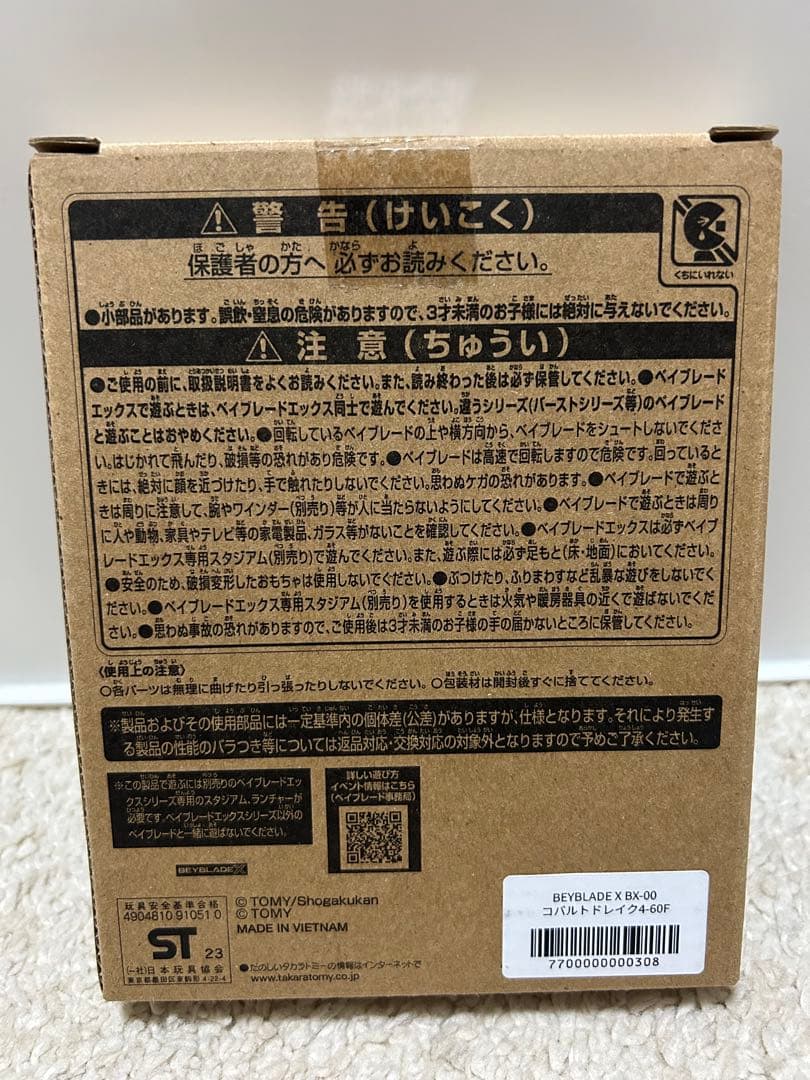 警告(けいこく)
保護者の方へ 必ずお読みください。
くちにいれない
●小部品があります。誤飲・窒息の危険がありますので、3才未満のお子様には絶対に与えないでください。
注意(ちゅうい)
●ご使用の前に、取扱説明書をよくお読みください。また、読み終わった後は必ず保管してください。●ベイブレード
エックスで遊ぶときは、ベイブレードエックス同士で遊んでください。違うシリーズ(バーストシリーズ等)のベイブレード
と遊ぶことはおやめください。●回転しているベイブレードの上や横方向から、ベイブレードをシュートしないでくださ
い。はじかれて飛んだり、破損等の恐れがあり危険です。●ベイブレードは高速で回転しますので危険です。回っていると
きには、絶対に顔を近づけたり、手で触れたりしないでください。思わぬケガの恐れがあります。●ベイブレードで遊ぶと
きは周りに注意して、腕やワインダー(別売り)等が人に当たらないようにしてください。●ベイブレードで遊ぶときは周り
に人や動物、家具やテレビ等の家電製品、ガラス等がないことを確認してください。●ベイブレードエックスは必ずベイブ
レードエックス専用スタジアム(別売り)で遊んでください。また、遊ぶ際には必ず足もと(床・地面)においてください。
●安全のため、破損変形したおもちゃは使用しないでください。●ぶつけたり、ふりまわすなど乱暴な遊びをしないでく
ださい。●ベイブレードエックス専用スタジアム(別売り)を使用するときは火気や暖房器具の近くで遊ばないでくだ
さい。●思わぬ事故の恐れがありますので、ご使用後は3才未満のお子様の手の届かないところに保管してください。
〈使用上の注意〉
○各パーツは無理に曲げたり引っ張ったりしないでください。○包装材は開封後すぐに捨ててください。
※製品およびその使用部品には一定基準内の個体差(公差)がありますが、仕様となります。それにより発生す
る製品の性能のバラつき等については返品対応・交換対応の対象外となりますので予めご了承ください。
※この製品で遊ぶには別売りのベイブレードエッ
クスシリーズ専用のスタジアム、ランチャーが
必要です。ベイブレードエックスシリーズ以外の
ベイブレードと一緒に遊ばないでください。
詳しい遊び方
イベント情報はこちら
(ベイブレード事務局)
BEYBLADE X
玩具安全基準合格
4904810 91051 0
ST 23
(一社)日本玩具協会
東京都墨田区東駒形4-22-4
© TOMY/Shogakukan
© TOMY
MADE IN VIETNAM
●たのしいタカラトミーの情報はインターネットで
www.takaratomy.co.jp
BEYBLADE X BX-00
コバルトドレイク4-60F
7700000000308